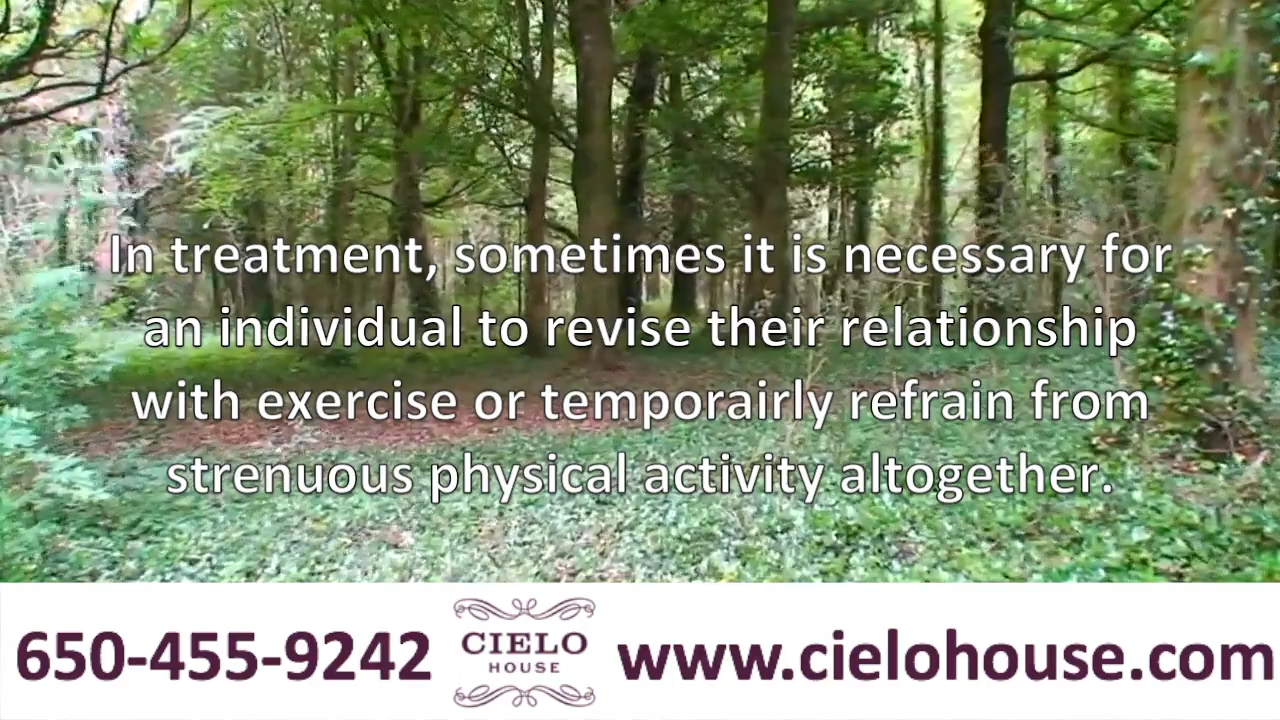 In treatment, sometimes it is necessary for
an individual to revise their relationship
with exercise or temporairly refrain from
strenuous physical activity altogether.
650-455-9242
CIELO
HOUSE
www.cielohouse.com